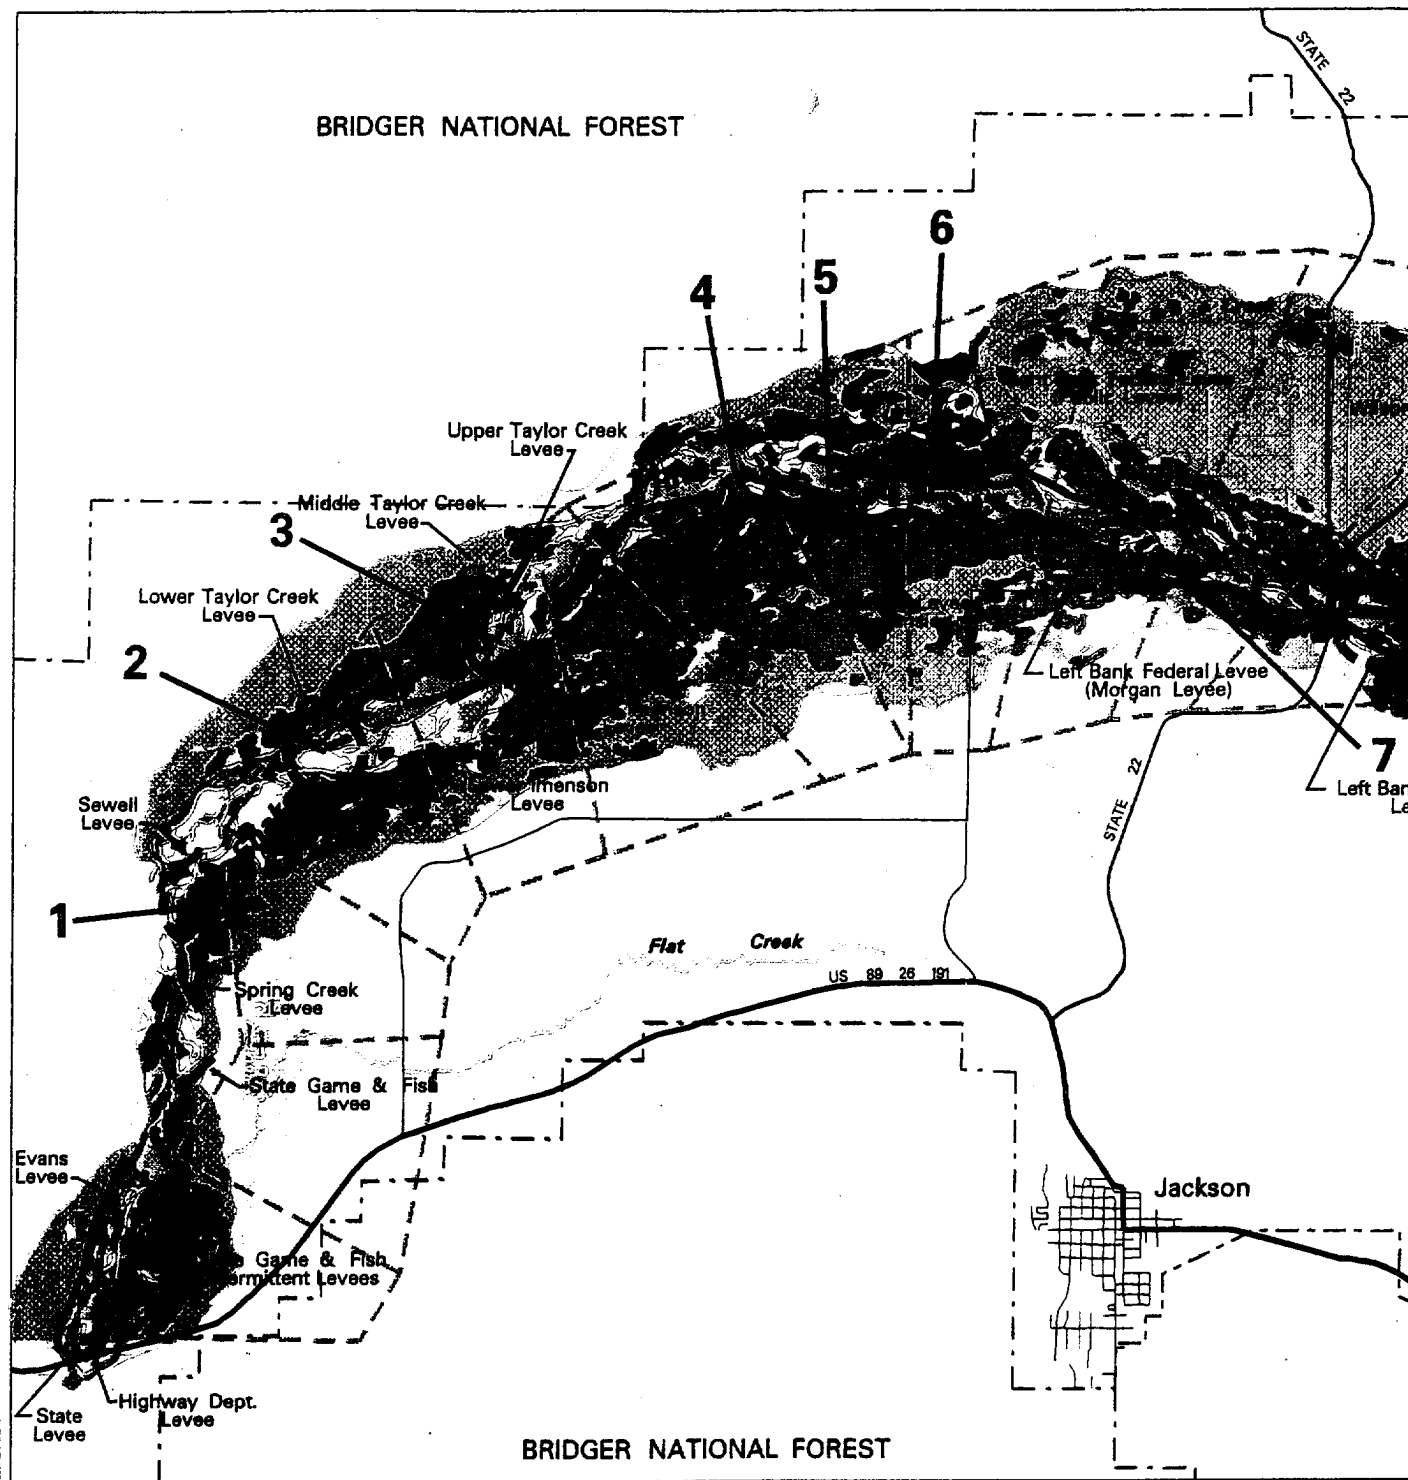 STATE
22
BRIDGER NATIONAL FOREST
6
5
4
Upper Taylor Creek
Levee
Middle Taylor Creek
Levee
3
Lower Taylor Creek
Levee
2
Left Bank Federal Levee
(Morgan Levee)
7
Left Ban
Le
STATE 22
Imenson
Levee
Sewell
Levee
1
Flat Creek
US 89 26 191
Spring Creek
Levee
State Game & Fish
Levee
Evans
Levee
Jackson
Game & Fish
Levees
Highway Dept.
Levee
State
Levee
BRIDGER NATIONAL FOREST